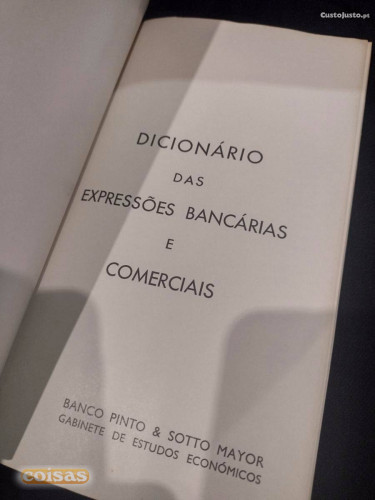 CustoJusto.pt
DICIONÁRIO
DAS
EXPRESSÕES BANCÁRIAS
E
COMERCIAIS
BANCO PINTO & SOTTO MAYOR
GABINETE DE ESTUDOS ECONÓMICOS
coisas